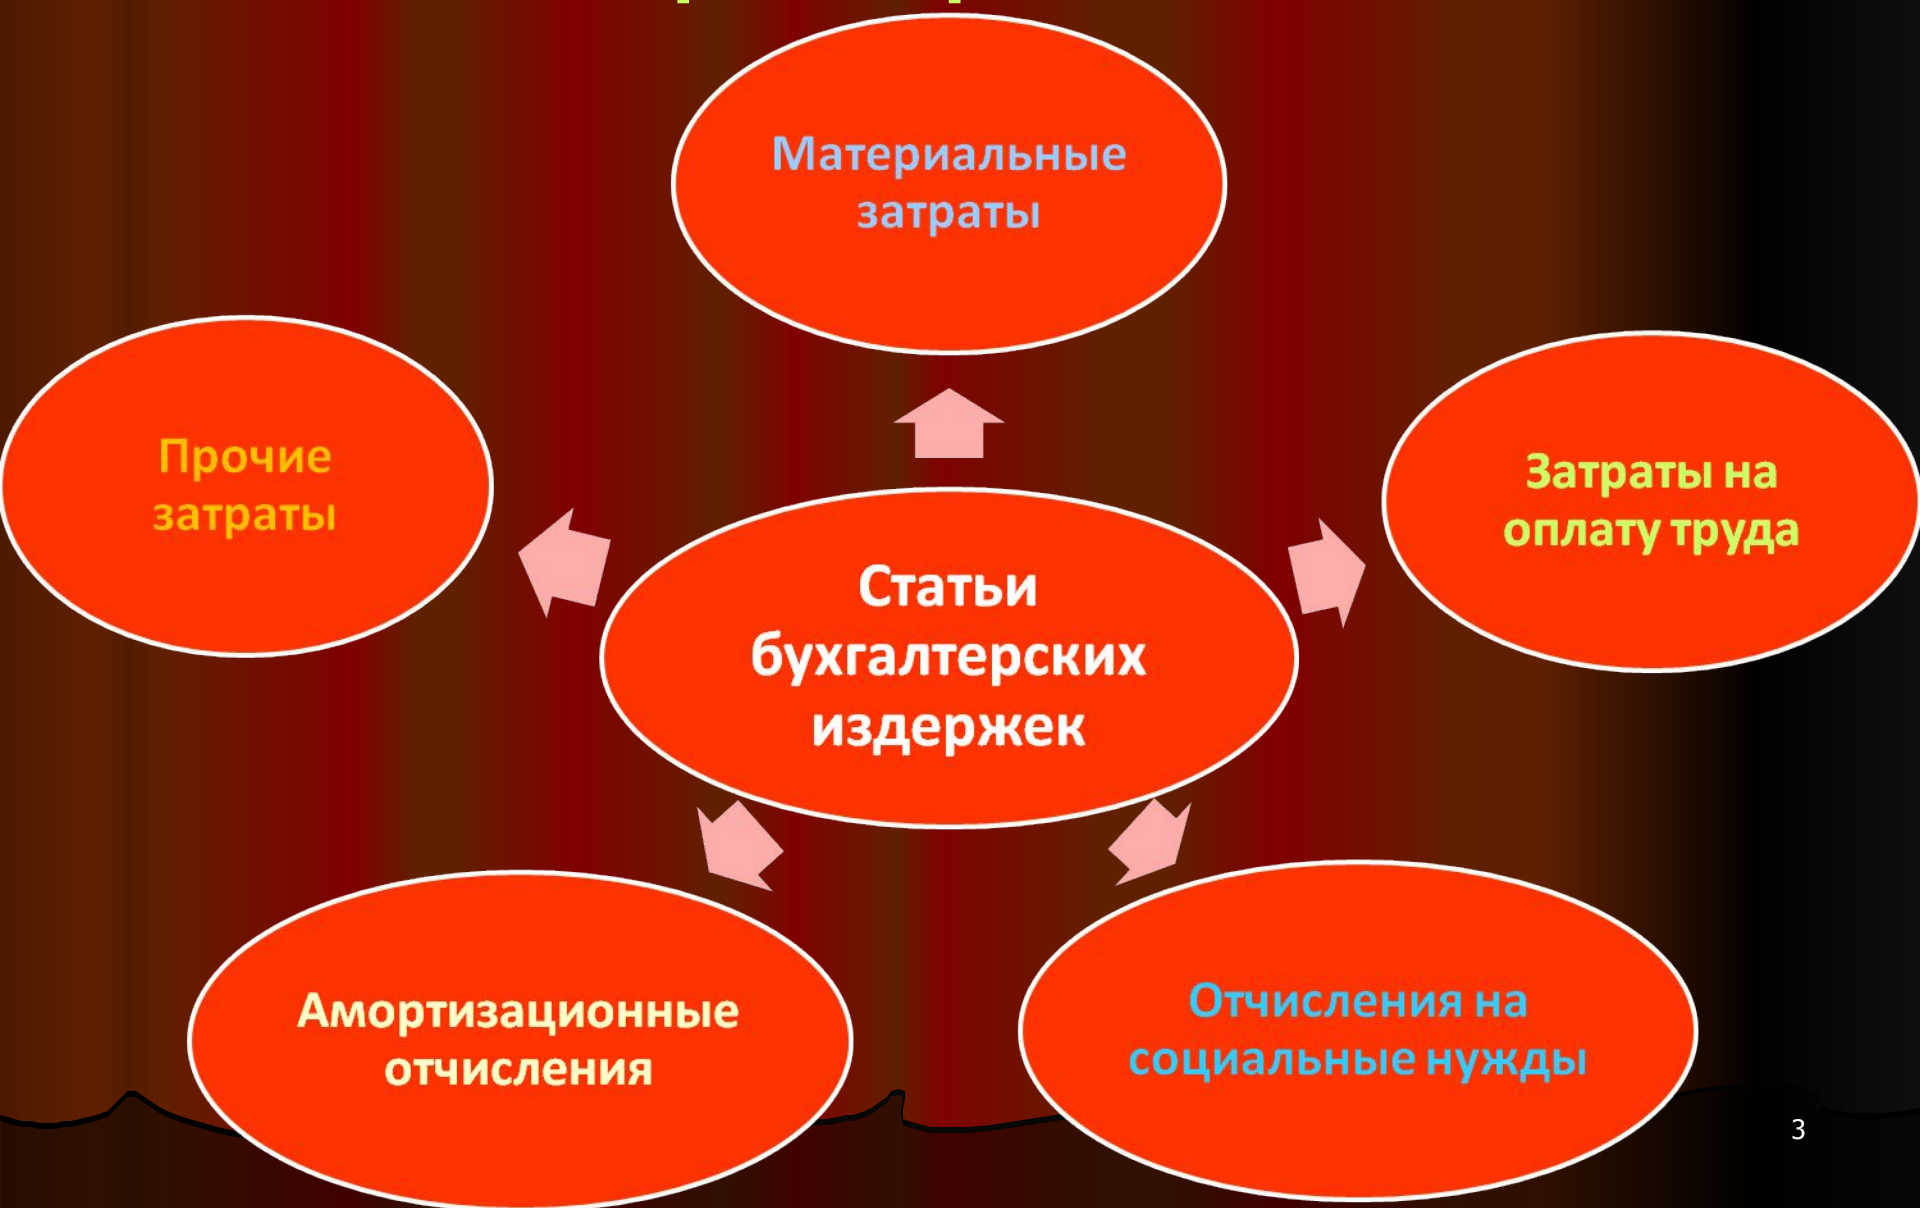 Материальные
затраты
Прочие
затраты
Затраты на
оплату труда
Статьи
бухгалтерских
издержек
Амортизационные
отчисления
Отчисления на
социальные нужды
3